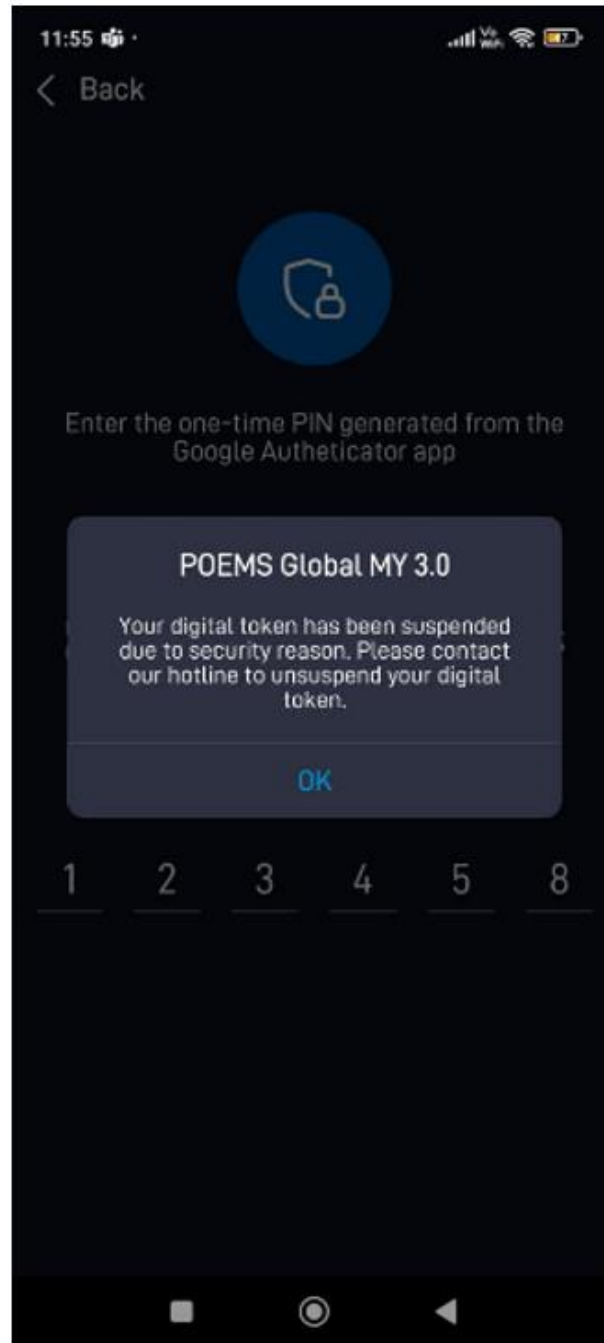 11:55
Back
Enter the one-time PIN generated from the
Google Autheticator app
POEMS Global MY 3.0
Your digital token has been suspended
due to security reason. Please contact
our hotline to unsuspend your digital
token.
OK
1 2 3 4 5 8